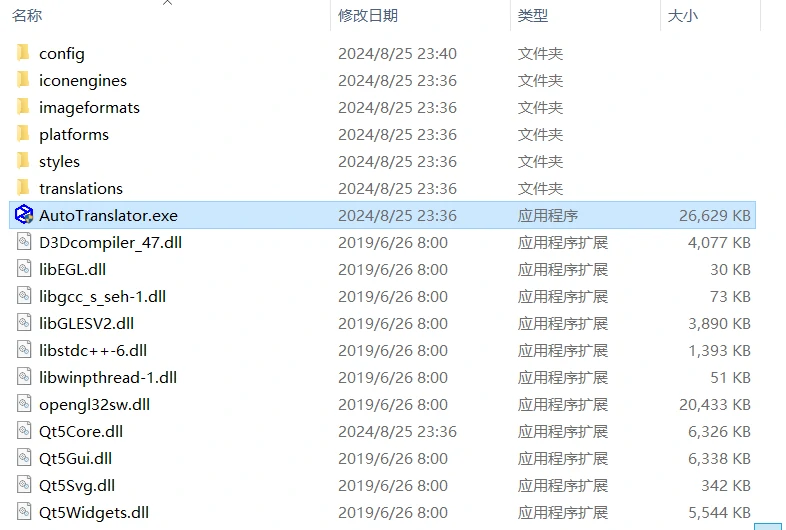 名称 修改日期 类型 大小
config 2024/8/25 23:40 文件夹
iconengines 2024/8/25 23:36 文件夹
imageformats 2024/8/25 23:36 文件夹
platforms 2024/8/25 23:36 文件夹
styles 2024/8/25 23:36 文件夹
translations 2024/8/25 23:36 文件夹
AutoTranslator.exe 2024/8/25 23:36 应用程序 26,629 KB
D3Dcompiler_47.dll 2019/6/26 8:00 应用程序扩展 4,077 KB
libEGL.dll 2019/6/26 8:00 应用程序扩展 30 KB
libgcc_s_seh-1.dll 2019/6/26 8:00 应用程序扩展 73 KB
libGLESV2.dll 2019/6/26 8:00 应用程序扩展 3,890 KB
libstdc++-6.dll 2019/6/26 8:00 应用程序扩展 1,393 KB
libwinpthread-1.dll 2019/6/26 8:00 应用程序扩展 51 KB
opengl32sw.dll 2019/6/26 8:00 应用程序扩展 20,433 KB
Qt5Core.dll 2024/8/25 23:36 应用程序扩展 6,326 KB
Qt5Gui.dll 2019/6/26 8:00 应用程序扩展 6,338 KB
Qt5Svg.dll 2019/6/26 8:00 应用程序扩展 342 KB
Qt5Widgets.dll 2019/6/26 8:00 应用程序扩展 5,544 KB